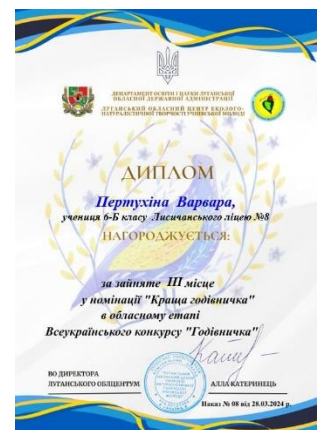 ДЕПАРТАМЕНТ ОСВІТИ І НАУКИ ЛУГАНСЬКОЇ
ОБЛАСНОЇ ДЕРЖАВНОЇ АДМІНІСТРАЦІЇ
ЛУГАНСЬКИЙ ОБЛАСНИЙ ЦЕНТР ЕКОЛОГО-
НАТУРАЛІСТИЧНОЇ ТВОРЧОСТІ УЧНІВСЬКОЇ МОЛОДІ
ДИПЛОМ
Пертухіна Варвара,
учениця 6-Б класу Лисичанського ліцею №8
НАГОРОДЖУЄТЬСЯ:
за зайняте III місце
у номінації "Краща годівничка"
в обласному етапі
Всеукраїнського конкурсу "Годівничка"
ВО ДИРЕКТОРА
ЛУГАНСЬКОГО ОБЛЦЕНТРУМ
АЛЛА КАТЕРИНЕЦЬ
Наказ № 08 від 28.03.2024 р.